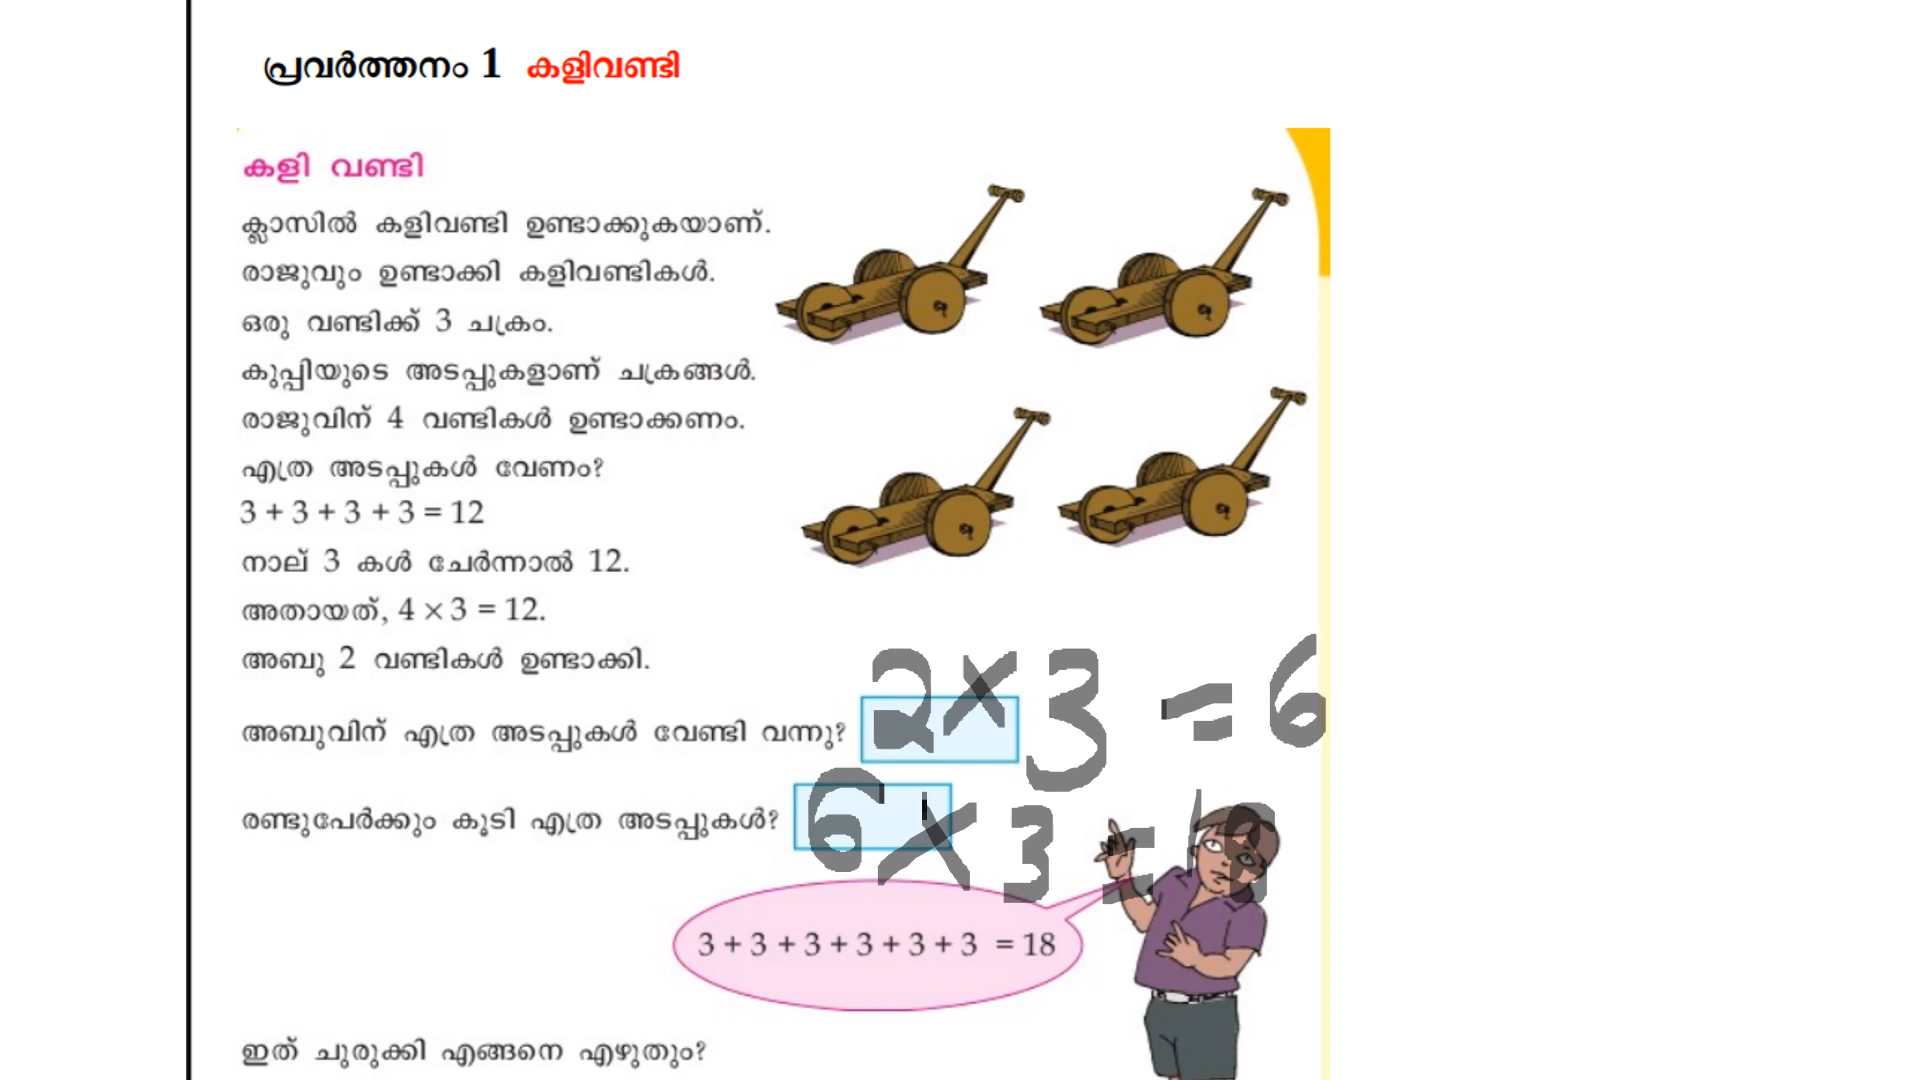 പ്രവർത്തനം 1 കളിവണ്ടി
കളി വണ്ടി
ക്ലാസിൽ കളിവണ്ടി ഉണ്ടാക്കുകയാണ്.
രാജുവും ഉണ്ടാക്കി കളിവണ്ടികൾ.
ഒരു വണ്ടിക്ക് 3 ചക്രം.
കുപ്പിയുടെ അടപ്പുകളാണ് ചക്രങ്ങൾ.
രാജുവിന് 4 വണ്ടികൾ ഉണ്ടാക്കണം.
എത്ര അടപ്പുകൾ വേണം?
3 + 3 + 3 + 3 = 12
നാല് 3 കൾ ചേർന്നാൽ 12.
അതായത്, 4 × 3 = 12.
അബു 2 വണ്ടികൾ ഉണ്ടാക്കി.
അബുവിന് എത്ര അടപ്പുകൾ വേണ്ടി വന്നു? 2 × 3 = 6
രണ്ടുപേർക്കും കൂടി എത്ര അടപ്പുകൾ? 6 × 3 = 18
3 + 3 + 3 + 3 + 3 + 3 = 18
ഇത് ചുരുക്കി എങ്ങനെ എഴുതും?